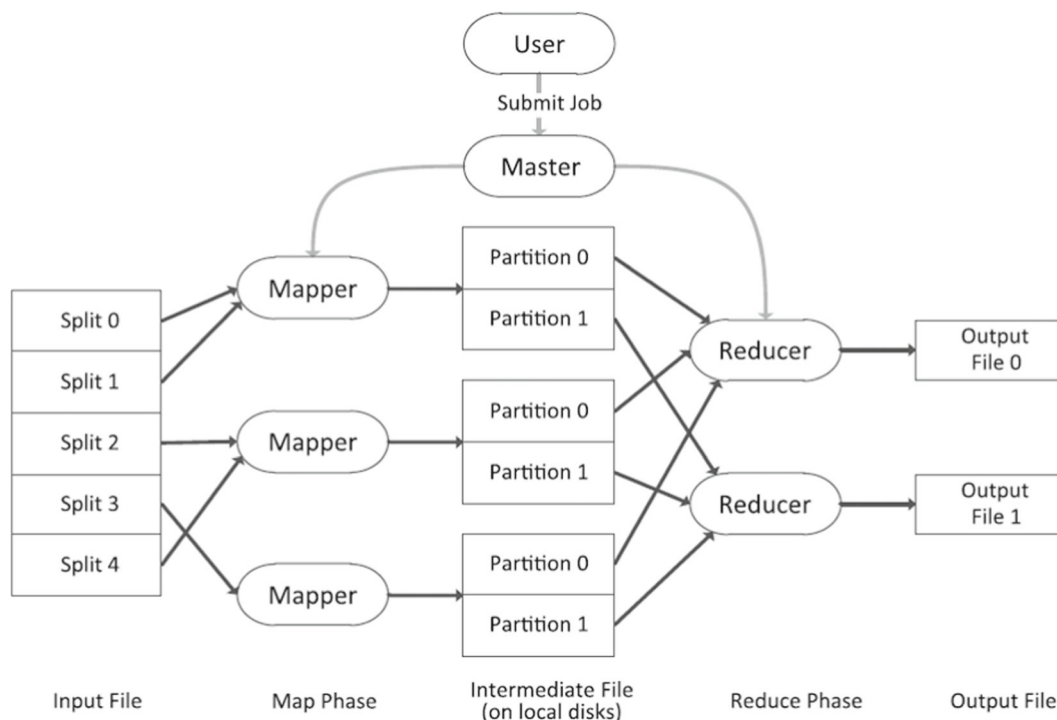 User
Submit Job
Master
Split 0
Split 1
Split 2
Split 3
Split 4
Mapper
Mapper
Mapper
Partition 0
Partition 1
Partition 0
Partition 1
Partition 0
Partition 1
Reducer
Reducer
Output
File 0
Output
File 1
Input File
Map Phase
Intermediate File
(on local disks)
Reduce Phase
Output File